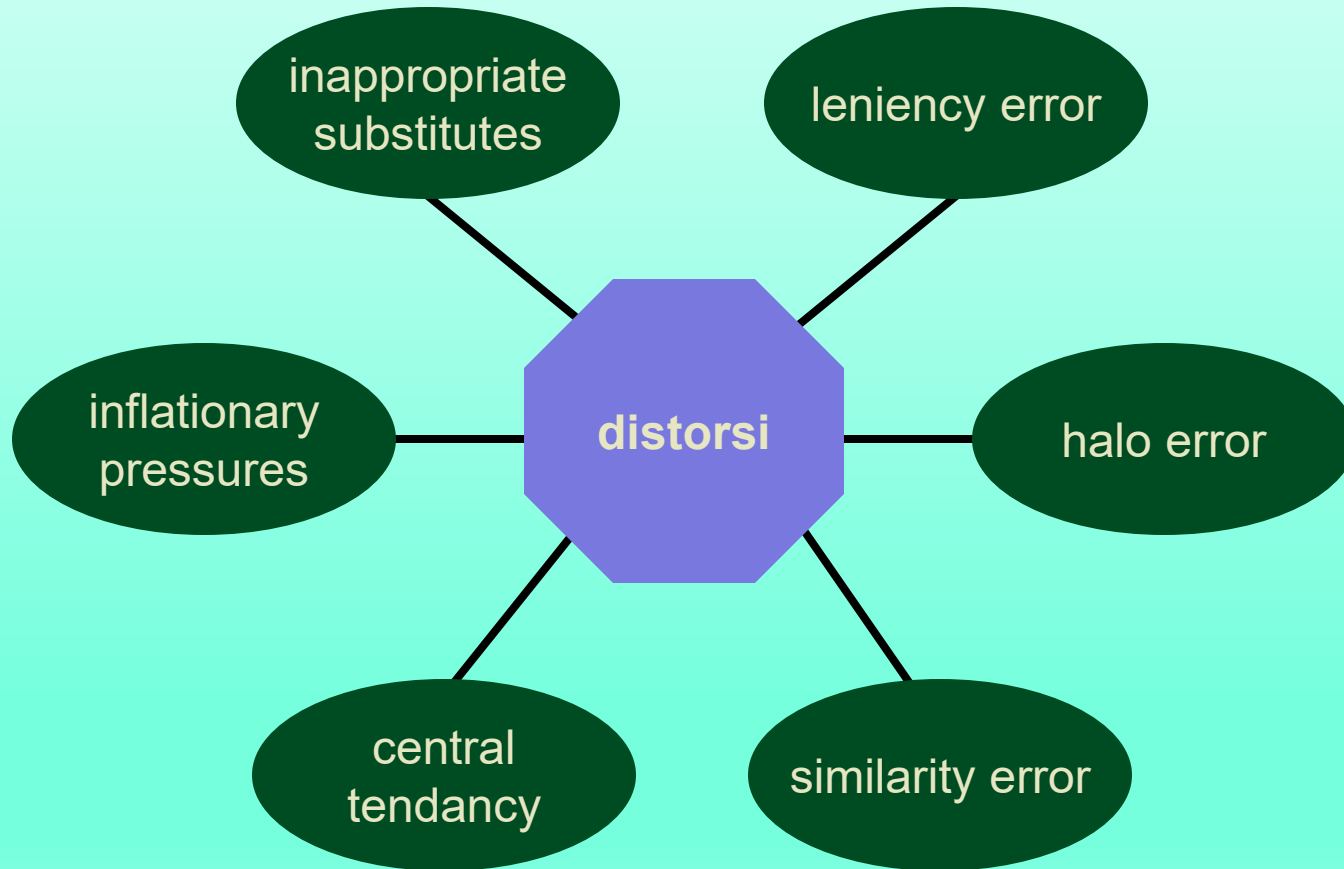 inappropriate
substitutes
leniency error
inflationary
pressures
distorsi
halo error
central
tendancy
similarity error